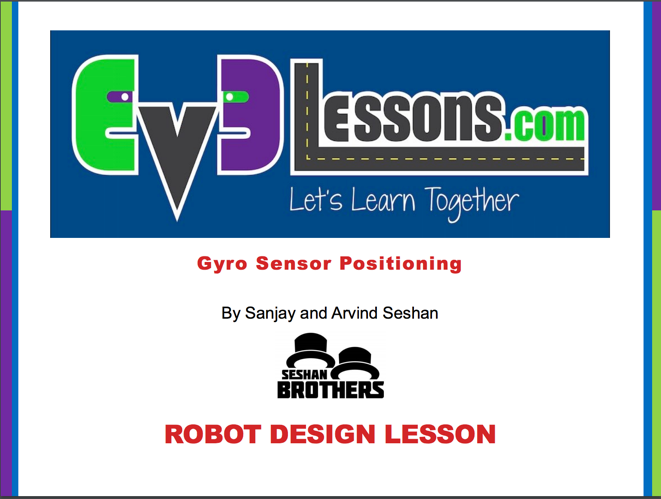 EV3Lessons.com
Let's Learn Together
Gyro Sensor Positioning
By Sanjay and Arvind Seshan
SESHAN
BROTHERS
ROBOT DESIGN LESSON